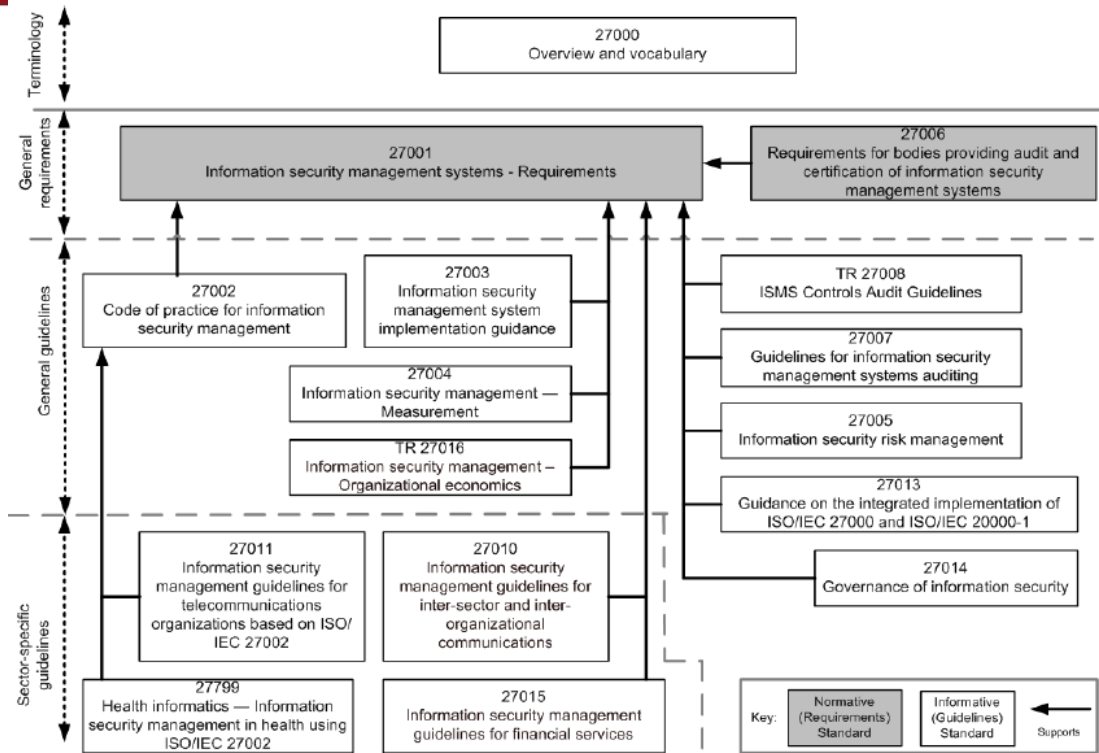 Terminology
27000
Overview and vocabulary
General
requirements
27001
Information security management systems - Requirements
27006
Requirements for bodies providing audit and
certification of information security
management systems
General guidelines
27002
Code of practice for information
security management
27003
Information security
management system
implementation guidance
27004
Information security management —
Measurement
TR 27016
Information security management –
Organizational economics
TR 27008
ISMS Controls Audit Guidelines
27007
Guidelines for information security
management systems auditing
27005
Information security risk management
27013
Guidance on the integrated implementation of
ISO/IEC 27000 and ISO/IEC 20000-1
27014
Governance of information security
Sector-specific
guidelines
27011
Information security
management guidelines for
telecommunications
organizations based on ISO/
IEC 27002
27010
Information security
management guidelines for
inter-sector and inter-
organizational
communications
27799
Health informatics — Information
security management in health using
ISO/IEC 27002
27015
Information security management
guidelines for financial services
Key:
Normative
(Requirements)
Standard
Informative
(Guidelines)
Standard
Supports